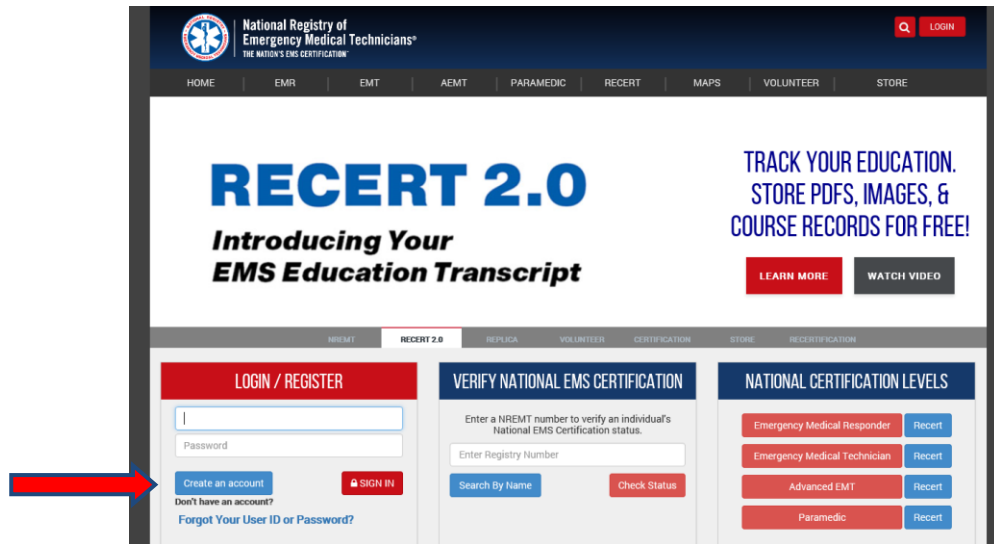 National Registry of
Emergency Medical Technicians®
THE NATION'S EMS CERTIFICATION™
LOGIN
HOME EMR EMT AEMT PARAMEDIC RECERT MAPS VOLUNTEER STORE
RECERT 2.0
Introducing Your
EMS Education Transcript
TRACK YOUR EDUCATION.
STORE PDFS, IMAGES, &
COURSE RECORDS FOR FREE!
LEARN MORE WATCH VIDEO
NREMT RECERT 2.0 REPLICA VOLUNTEER CERTIFICATION STORE RECERTIFICATION
LOGIN / REGISTER
Password
Create an account SIGN IN
Don't have an account?
Forgot Your User ID or Password?
VERIFY NATIONAL EMS CERTIFICATION
Enter a NREMT number to verify an individual's
National EMS Certification status.
Enter Registry Number
Search By Name Check Status
NATIONAL CERTIFICATION LEVELS
Emergency Medical Responder Recert
Emergency Medical Technician Recert
Advanced EMT Recert
Paramedic Recert